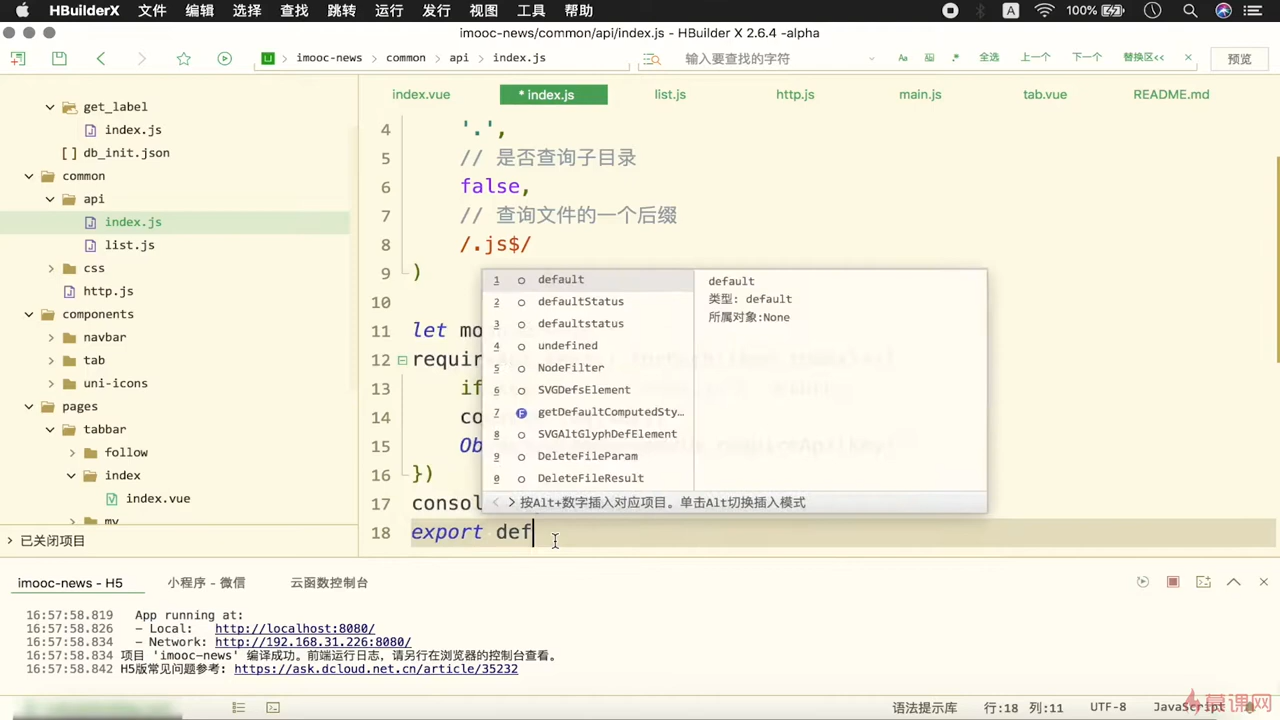 HBuilderX 文件 编辑 选择 查找 跳转 运行 发行 视图 工具 帮助 A 100%
imooc-news/common/api/index.js - HBuilder X 2.6.4 -alpha
imooc-news common api index.js 输入要查找的字符 Aa .* 全选 上一个 下一个 替换区<< 预览
index.vue * index.js list.js http.js main.js tab.vue README.md
get_label
index.js
[ ] db_init.json
common
api
index.js
list.js
css
http.js
components
navbar
tab
uni-icons
pages
tabbar
follow
index
index.vue
my
已关闭项目
4 '.',
5 // 是否查询子目录
6 false,
7 // 查询文件的一个后缀
8 /.js$/
9 )
10
11 let mo
12 requir
13 if
14 co
15 Ob
16 })
17 consol
18 export def
1 default
2 defaultStatus
3 defaultstatus
4 undefined
5 NodeFilter
6 SVGDefsElement
7 F getDefaultComputedSty…
8 SVGAltGlyphDefElement
9 DeleteFileParam
0 DeleteFileResult
default
类型: default
所属对象:None
< > 按Alt+数字插入对应项目。单击Alt切换插入模式
imooc-news - H5 小程序 - 微信 云函数控制台
16:57:58.819 App running at:
16:57:58.826 - Local: http://localhost:8080/
16:57:58.834 - Network: http://192.168.31.226:8080/
16:57:58.834 项目 'imooc-news' 编译成功。前端运行日志，请另行在浏览器的控制台查看。
16:57:58.842 H5版常见问题参考: https://ask.dcloud.net.cn/article/35232
语法提示库 行:18 列:11 UTF-8 JavaScript
慕课网